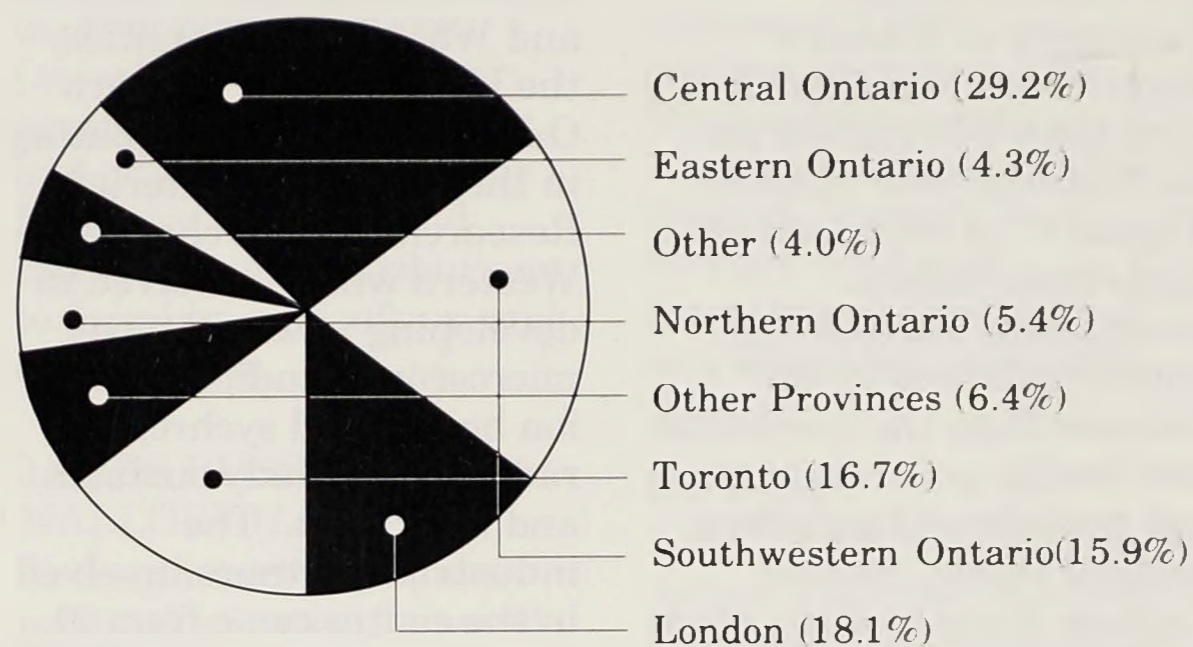 Central Ontario (29.2%)
Eastern Ontario (4.3%)
Other (4.0%)
Northern Ontario (5.4%)
Other Provinces (6.4%)
Toronto (16.7%)
Southwestern Ontario(15.9%)
London (18.1%)